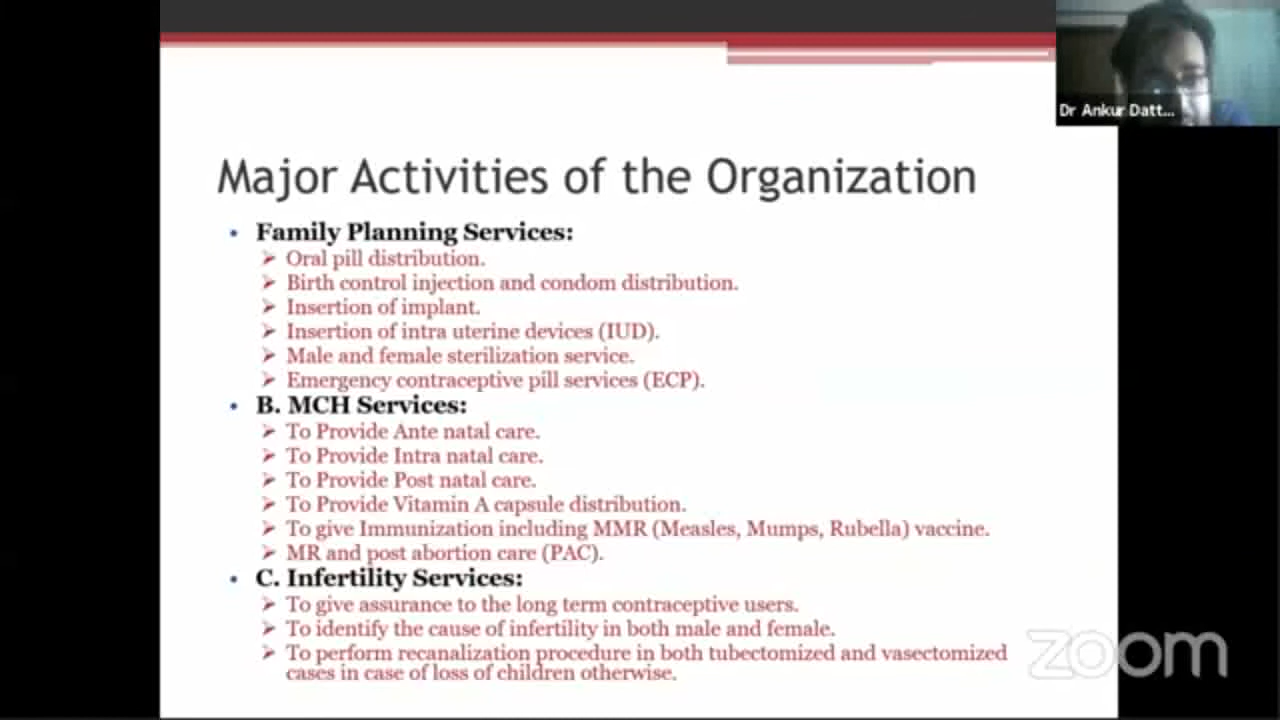 Dr Ankur Datt...
Major Activities of the Organization
• Family Planning Services:
➢ Oral pill distribution.
➢ Birth control injection and condom distribution.
➢ Insertion of implant.
➢ Insertion of intra uterine devices (IUD).
➢ Male and female sterilization service.
➢ Emergency contraceptive pill services (ECP).
• B. MCH Services:
➢ To Provide Ante natal care.
➢ To Provide Intra natal care.
➢ To Provide Post natal care.
➢ To Provide Vitamin A capsule distribution.
➢ To give Immunization including MMR (Measles, Mumps, Rubella) vaccine.
➢ MR and post abortion care (PAC).
• C. Infertility Services:
➢ To give assurance to the long term contraceptive users.
➢ To identify the cause of infertility in both male and female.
➢ To perform recanalization procedure in both tubectomized and vasectomized
cases in case of loss of children otherwise.
zoom